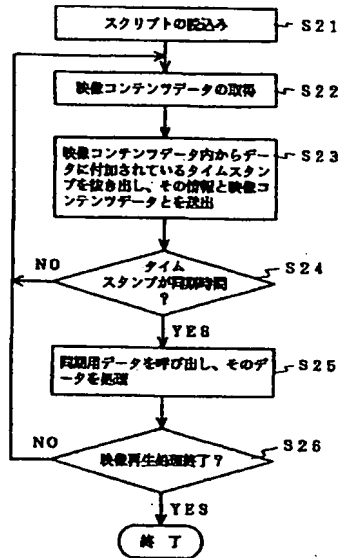 スクリプトの読込み
S21
映像コンテンツデータの取得
S22
映像コンテンツデータ内からデー
タに付加されているタイムスタン
プを抜き出し、その情報と映像コ
ンテンツデータとを送出
S23
タイム
スタンプが同期時間
?
S24
NO
YES
同期用データを呼び出し、そのデー
タを処理
S25
映像再生処理終了?
S26
NO
YES
終了